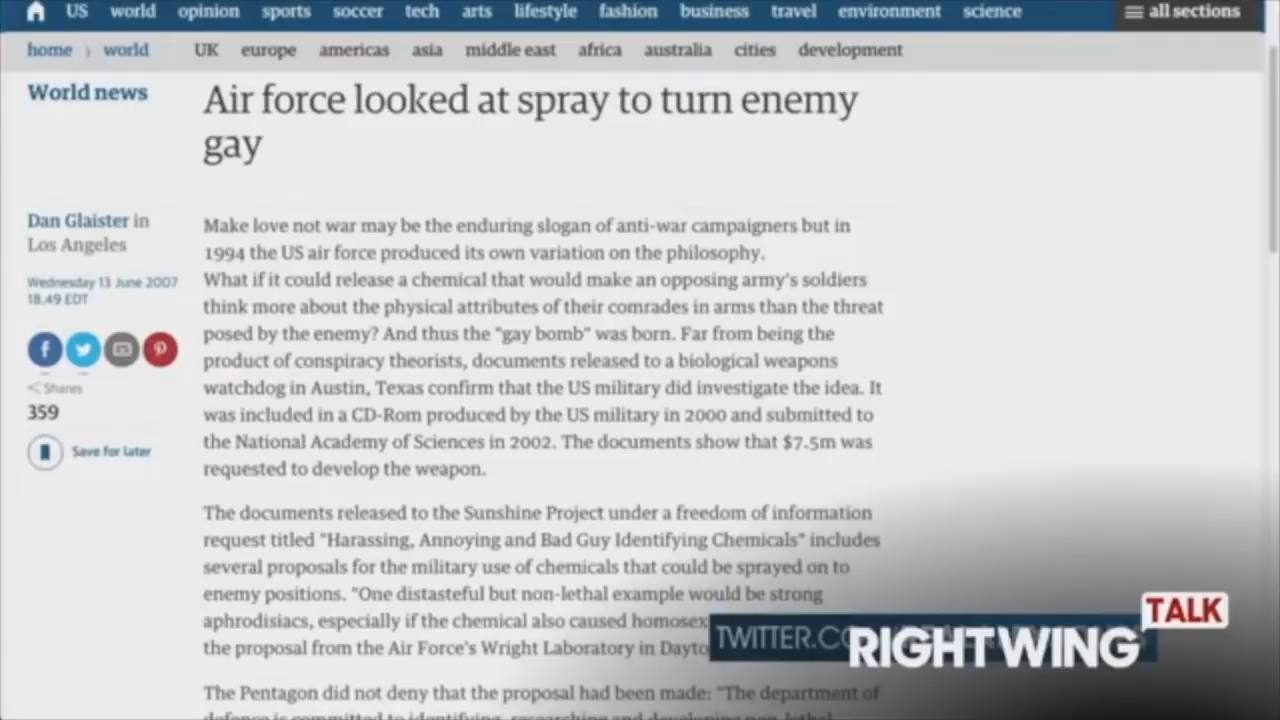 US world opinion sports soccer tech arts lifestyle fashion business travel environment science all sections
home world UK europe americas asia middle east africa australia cities development
World news
Air force looked at spray to turn enemy
gay
Dan Glaister in
Los Angeles
Wednesday 13 June 2007
18.49 EDT
Shares
359
Save for later
Make love not war may be the enduring slogan of anti-war campaigners but in
1994 the US air force produced its own variation on the philosophy.
What if it could release a chemical that would make an opposing army's soldiers
think more about the physical attributes of their comrades in arms than the threat
posed by the enemy? And thus the "gay bomb" was born. Far from being the
product of conspiracy theorists, documents released to a biological weapons
watchdog in Austin, Texas confirm that the US military did investigate the idea. It
was included in a CD-Rom produced by the US military in 2000 and submitted to
the National Academy of Sciences in 2002. The documents show that $7.5m was
requested to develop the weapon.
The documents released to the Sunshine Project under a freedom of information
request titled "Harassing, Annoying and Bad Guy Identifying Chemicals" includes
several proposals for the military use of chemicals that could be sprayed on to
enemy positions. "One distasteful but non-lethal example would be strong
aphrodisiacs, especially if the chemical also caused homosex
the proposal from the Air Force's Wright Laboratory in Dayto
The Pentagon did not deny that the proposal had been made: "The department of
defence is committed to identifying, researching and developing non-lethal
TWITTER.CO
TALK
RIGHT WING